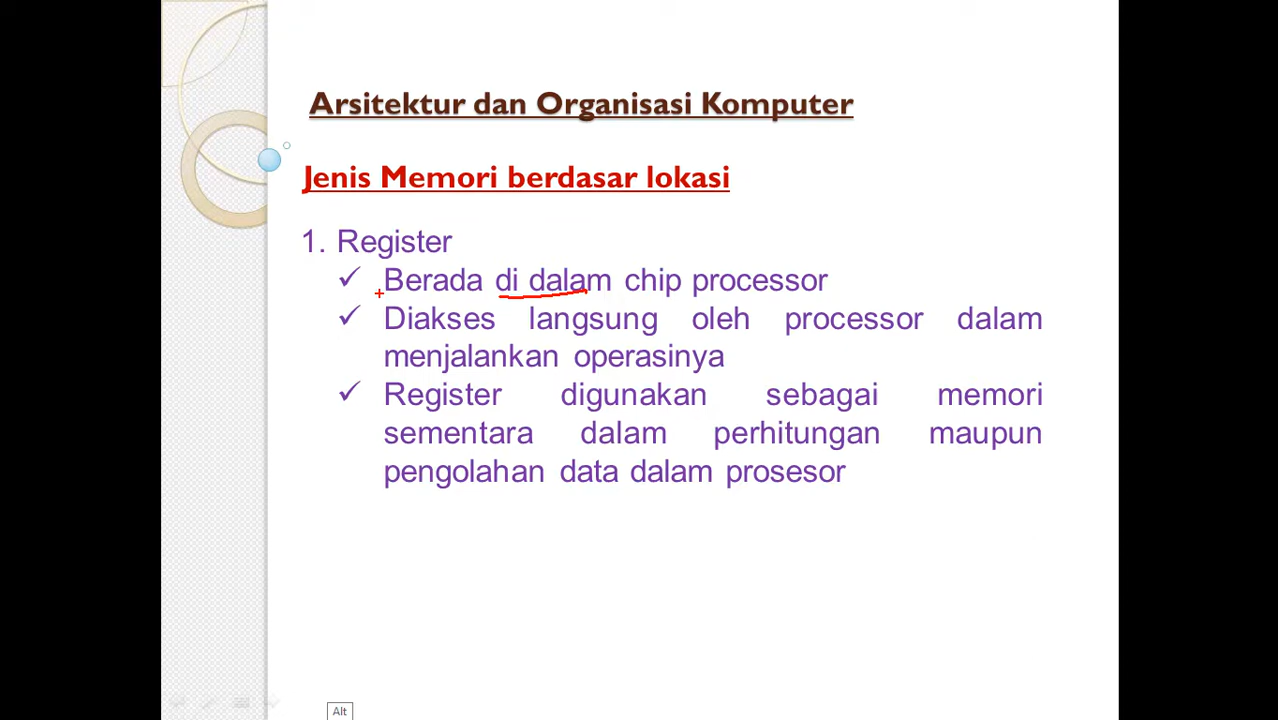 Arsitektur dan Organisasi Komputer
Jenis Memori berdasar lokasi
1. Register
✓ Berada di dalam chip processor
✓ Diakses langsung oleh processor dalam
menjalankan operasinya
✓ Register digunakan sebagai memori
sementara dalam perhitungan maupun
pengolahan data dalam prosesor
Alt